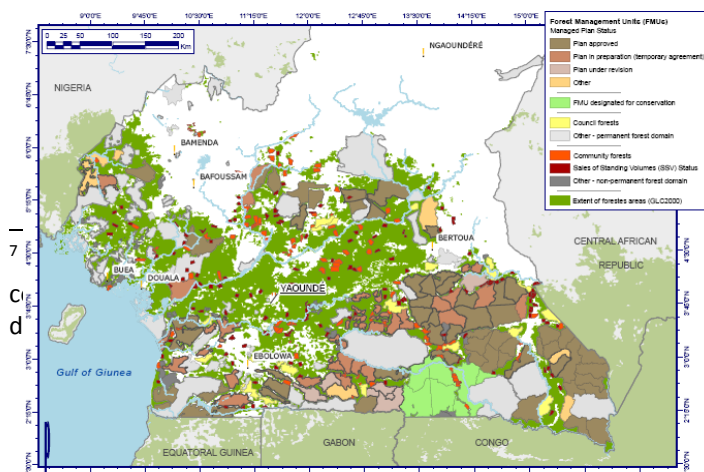 9°0'0"E 9°45'0"E 10°30'0"E 11°15'0"E 12°0'0"E 12°45'0"E 13°30'0"E 14°15'0"E 15°0'0"E
0 25 50 100 150 200
Km
Forest Management Units (FMUs)
Managed Plan Status
Plan approved
Plan in preparation (temporary agreement)
Plan under revision
Other
FMU designated for conservation
Council forests
Other - permanent forest domain
Community forests
Sales of Standing Volumes (SSV) Status
Other - non-permanent forest domain
Extent of forestes areas (GLC2000)
NGAOUNDÉRÉ
NIGERIA
BAMENDA
BAFOUSSAM
BERTOUA
CENTRAL AFRICAN
REPUBLIC
7
BUEA
DOUALA
YAOUNDÉ
C
d
EBOLOWA
Gulf of Giunea
EQUATORIAL GUINEA
GABON
CONGO